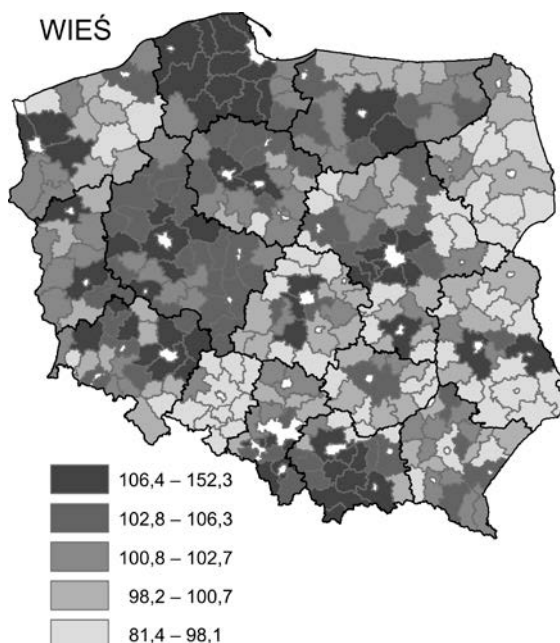 WIEŚ
106,4 – 152,3
102,8 – 106,3
100,8 – 102,7
98,2 – 100,7
81,4 – 98,1